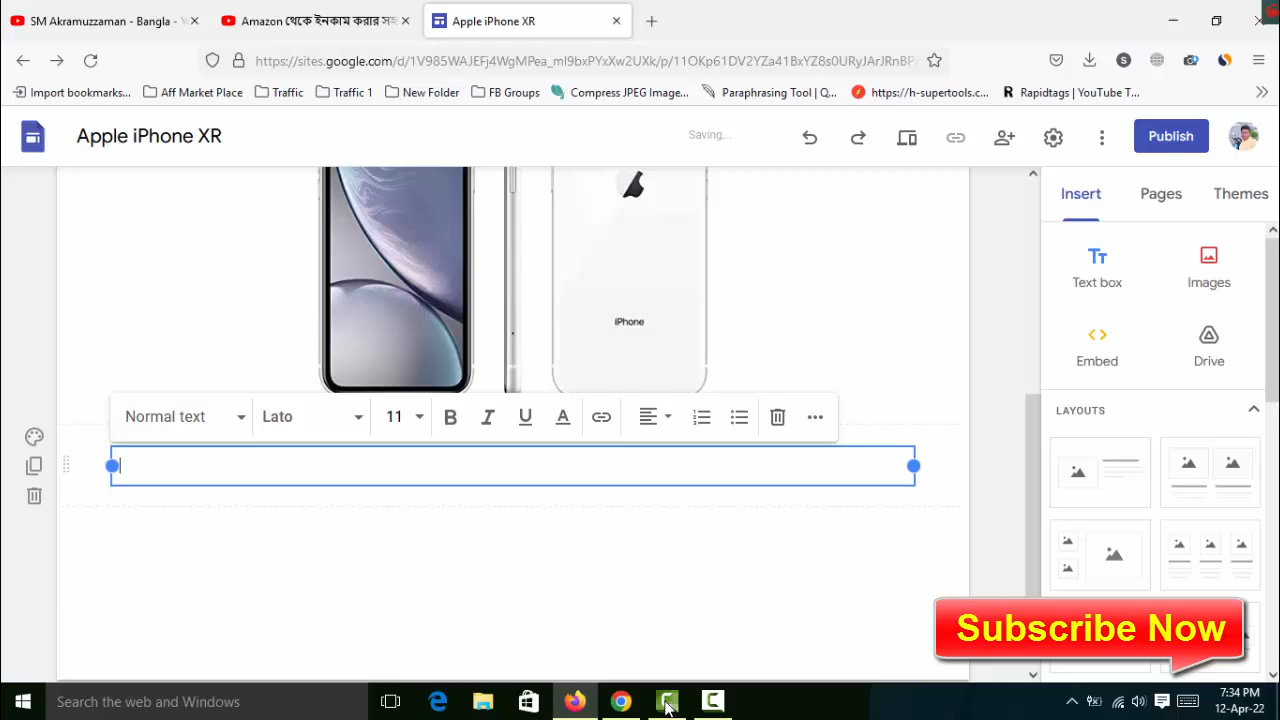 SM Akramuzzaman - Bangla -
Amazon থেকে ইনকাম করার সহ
Apple iPhone XR
https://sites.google.com/d/1V985WAJEFj4WgMPea_mI9bxPYxXw2UXk/p/11OKp61DV2YZa41BxYZ8s0URyJArJRnBP
Import bookmarks...
Aff Market Place
Traffic
Traffic 1
New Folder
FB Groups
Compress JPEG Image...
Paraphrasing Tool | Q...
https://h-supertools.c...
Rapidtags | YouTube T...
Apple iPhone XR
Saving...
Publish
Insert
Pages
Themes
iPhone
Text box
Images
Embed
Drive
Normal text
Lato
11
B
I
U
A
LAYOUTS
Subscribe Now
Search the web and Windows
7:34 PM
12-Apr-22